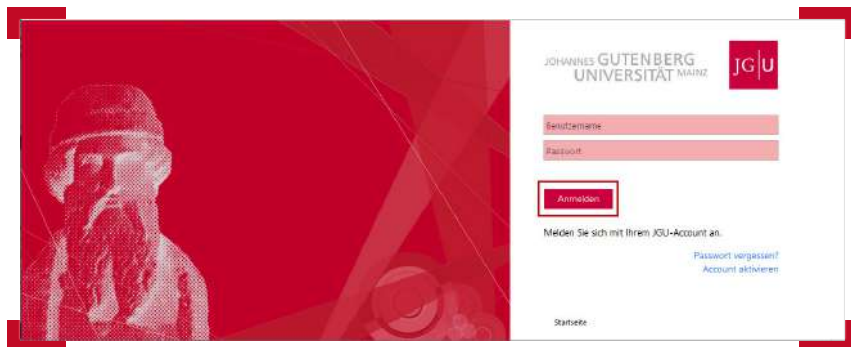 JOHANNES GUTENBERG
UNIVERSITÄT MAINZ
JG|U
Benutzername
Passwort
Anmelden
Melden Sie sich mit Ihrem JGU-Account an.
Passwort vergessen?
Account aktivieren
Startseite